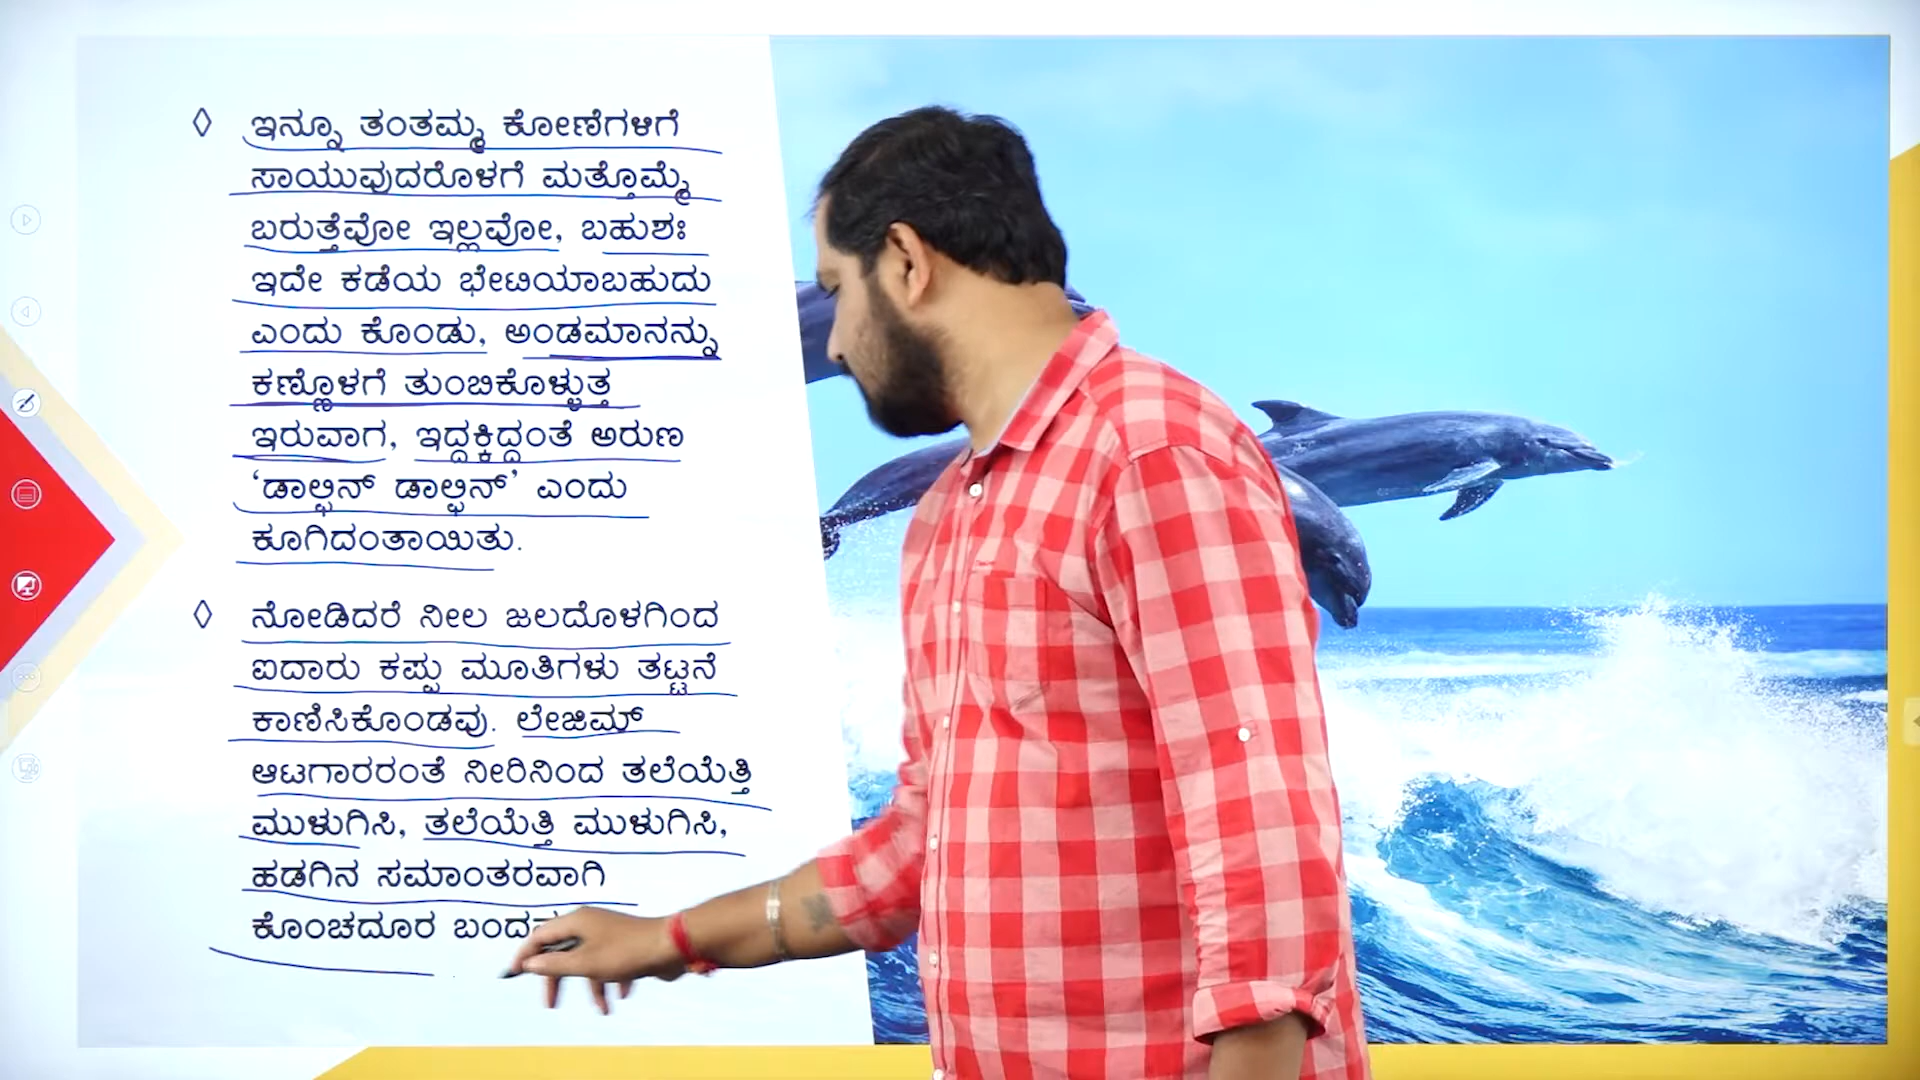 ಇನ್ನೂ ತಂತಮ್ಮ ಕೋಣೆಗಳಿಗೆ
ಸಾಯುವುದರೊಳಗೆ ಮತ್ತೊಮ್ಮೆ
ಬರುತ್ತೆವೋ ಇಲ್ಲವೋ, ಬಹುಶಃ
ಇದೇ ಕಡೆಯ ಭೇಟಿಯಾಬಹುದು
ಎಂದು ಕೊಂಡು, ಅಂಡಮಾನನ್ನು
ಕಣ್ಣೊಳಗೆ ತುಂಬಿಕೊಳ್ಳುತ್ತ
ಇರುವಾಗ, ಇದ್ದಕ್ಕಿದ್ದಂತೆ ಅರುಣ
‘ಡಾಲ್ಫಿನ್ ಡಾಲ್ಫಿನ್’ ಎಂದು
ಕೂಗಿದಂತಾಯಿತು.
ನೋಡಿದರೆ ನೀಲ ಜಲದೊಳಗಿಂದ
ಐದಾರು ಕಪ್ಪು ಮೂತಿಗಳು ತಟ್ಟನೆ
ಕಾಣಿಸಿಕೊಂಡವು. ಲೇಜಿಮ್
ಆಟಗಾರರಂತೆ ನೀರಿನಿಂದ ತಲೆಯೆತ್ತಿ
ಮುಳುಗಿಸಿ, ತಲೆಯೆತ್ತಿ ಮುಳುಗಿಸಿ,
ಹಡಗಿನ ಸಮಾಂತರವಾಗಿ
ಕೊಂಚದೂರ